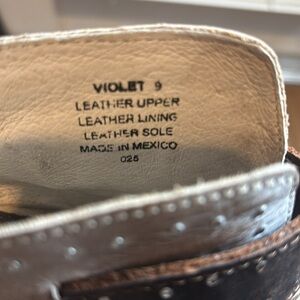 VIOLET 9
LEATHER UPPER
LEATHER LINING
LEATHER SOLE
MADE IN MEXICO
025